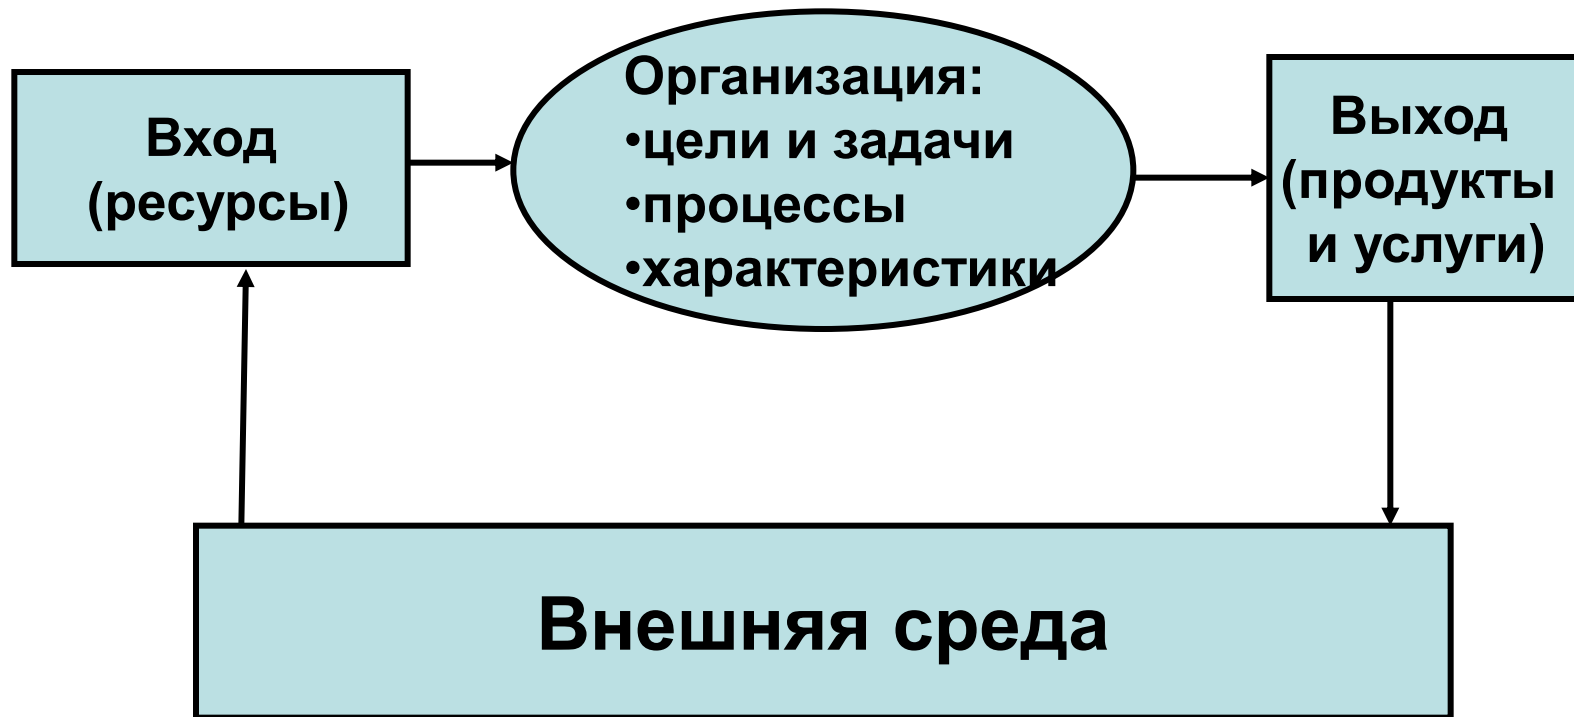 Вход
(ресурсы)
Организация:
•цели и задачи
•процессы
•характеристики
Выход
(продукты
и услуги)
Внешняя среда